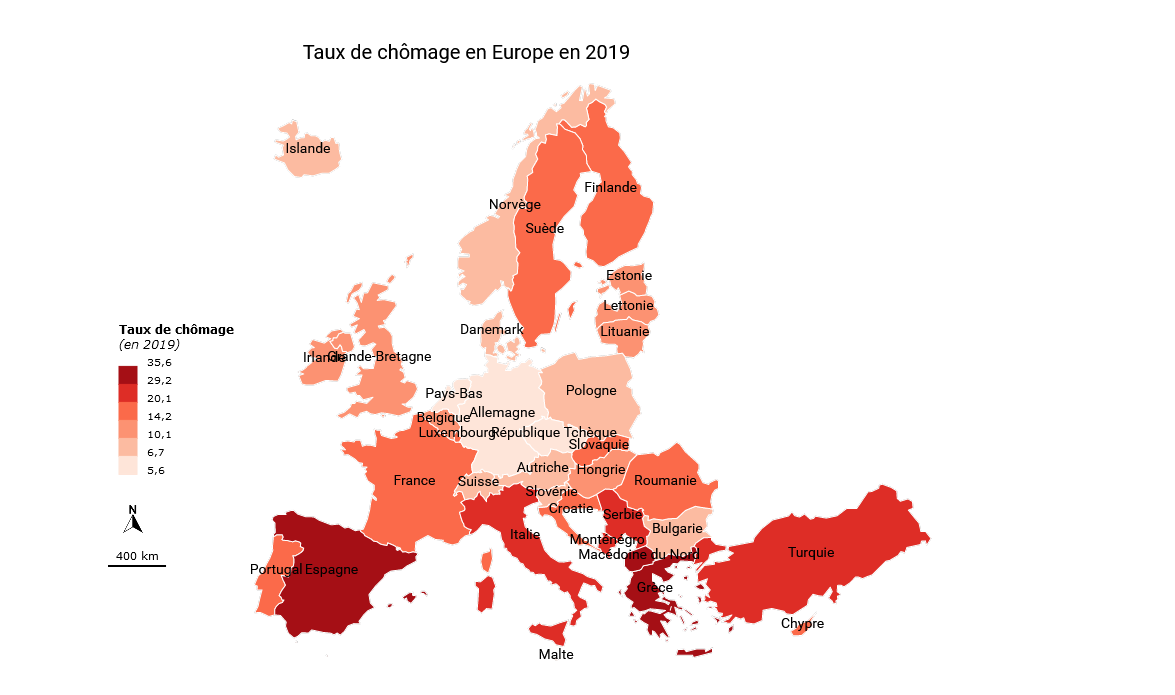 Taux de chômage en Europe en 2019
Islande
Finlande
Norvège
Suède
Estonie
Lettonie
Danemark
Lituanie
Taux de chômage
(en 2019)
Irlande
Grande-Bretagne
35,6
29,2
20,1
14,2
10,1
6,7
5,6
Pays-Bas
Pologne
Allemagne
Belgique
Luxembourg
République Tchèque
Slovaquie
Autriche
Hongrie
France
Suisse
Roumanie
Slovénie
Croatie
Serbie
N
Bulgarie
Italie
Monténégro
Macédoine du Nord
Turquie
400 km
Portugal
Espagne
Grèce
Chypre
Malte